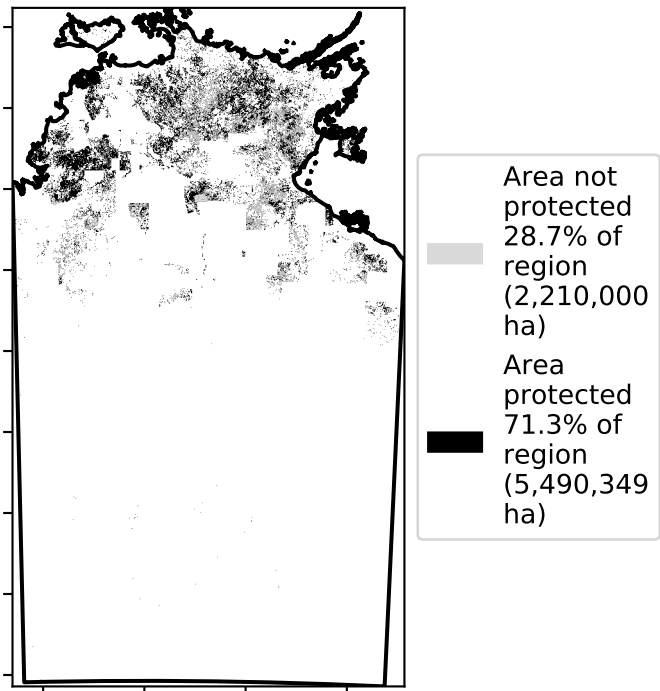 Area not
protected
28.7% of
region
(2,210,000
ha)
Area
protected
71.3% of
region
(5,490,349
ha)